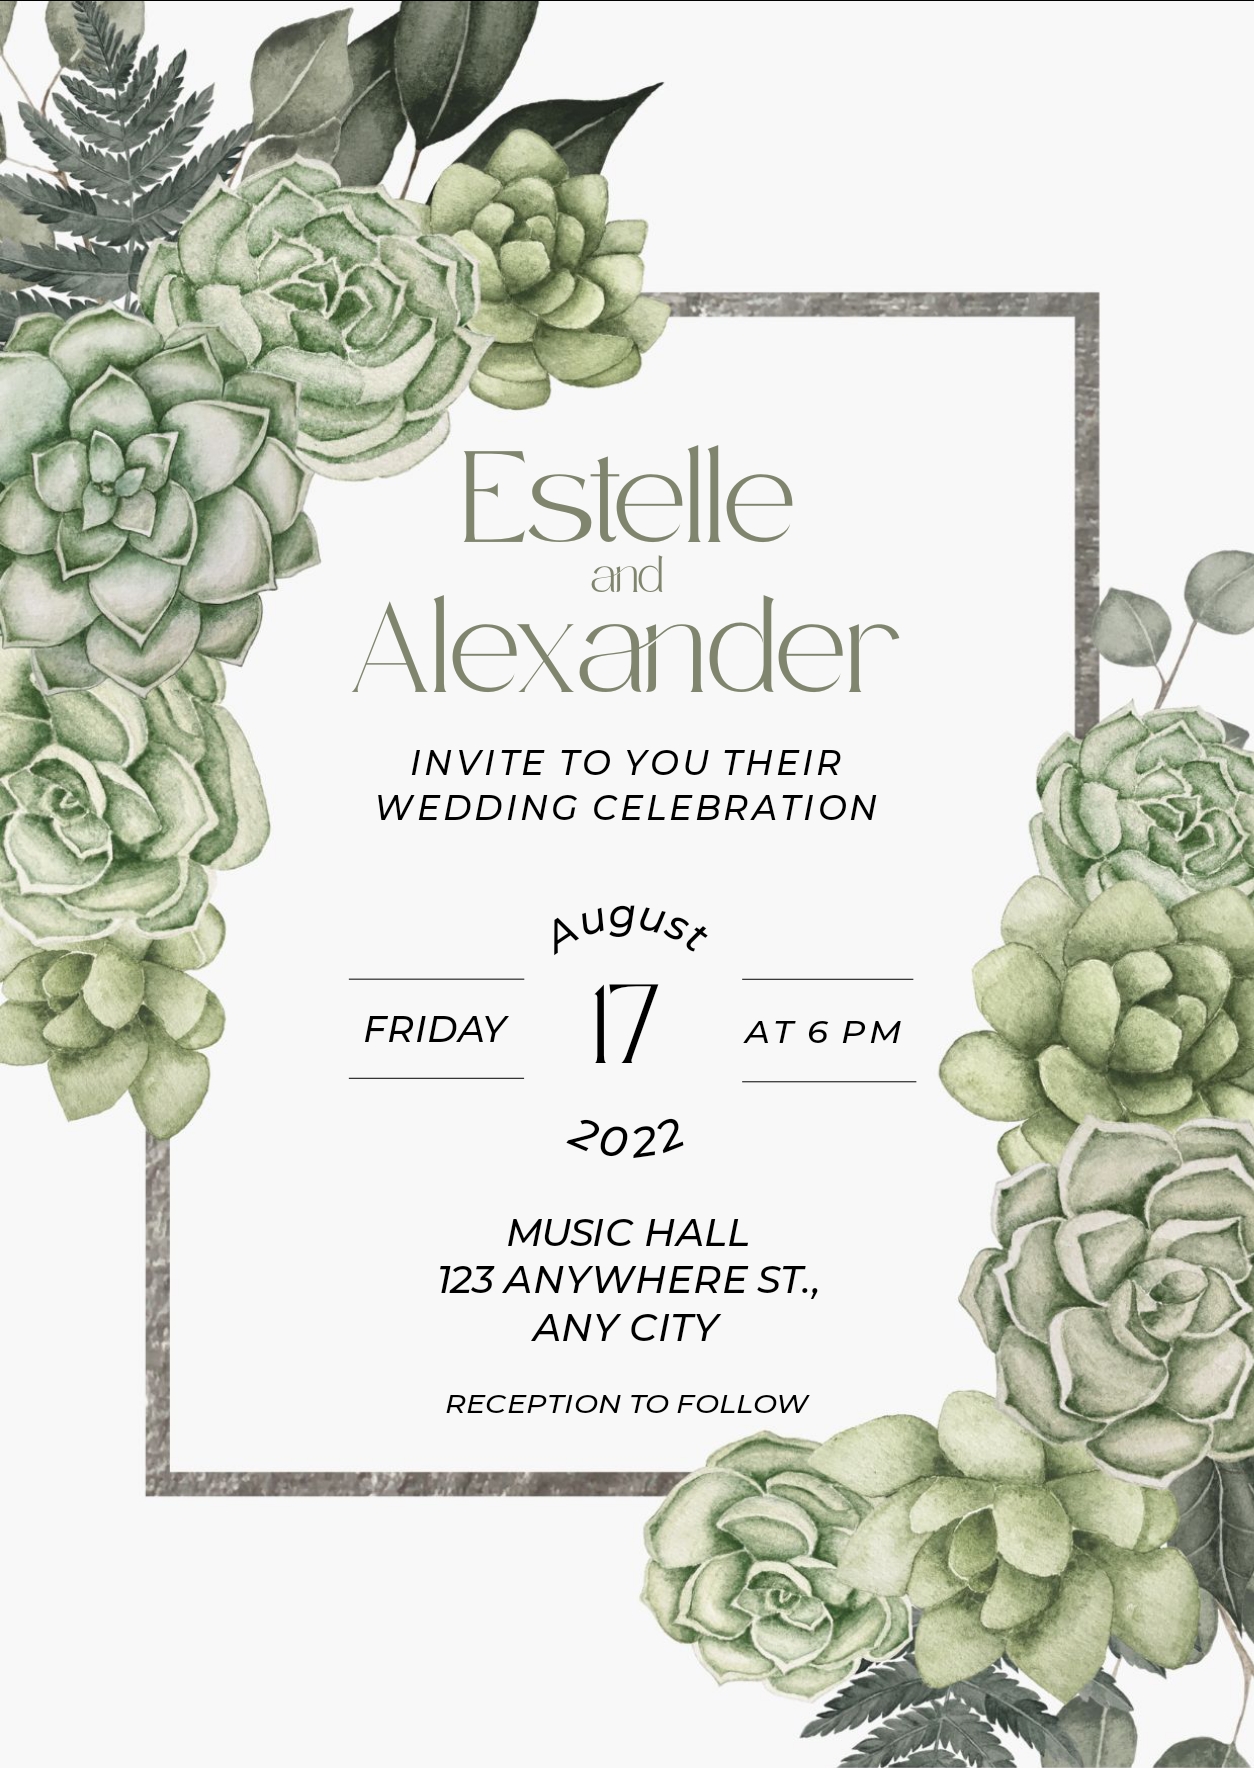 Estelle
and
Alexander
INVITE TO YOU THEIR
WEDDING CELEBRATION
August
FRIDAY 17 AT 6 PM
2022
MUSIC HALL
123 ANYWHERE ST.,
ANY CITY
RECEPTION TO FOLLOW